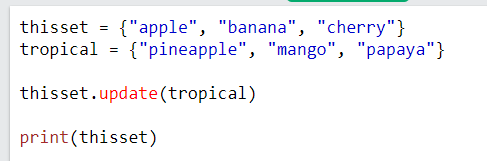 thisset = {"apple", "banana", "cherry"}
tropical = {"pineapple", "mango", "papaya"}
thisset.update(tropical)
print(thisset)